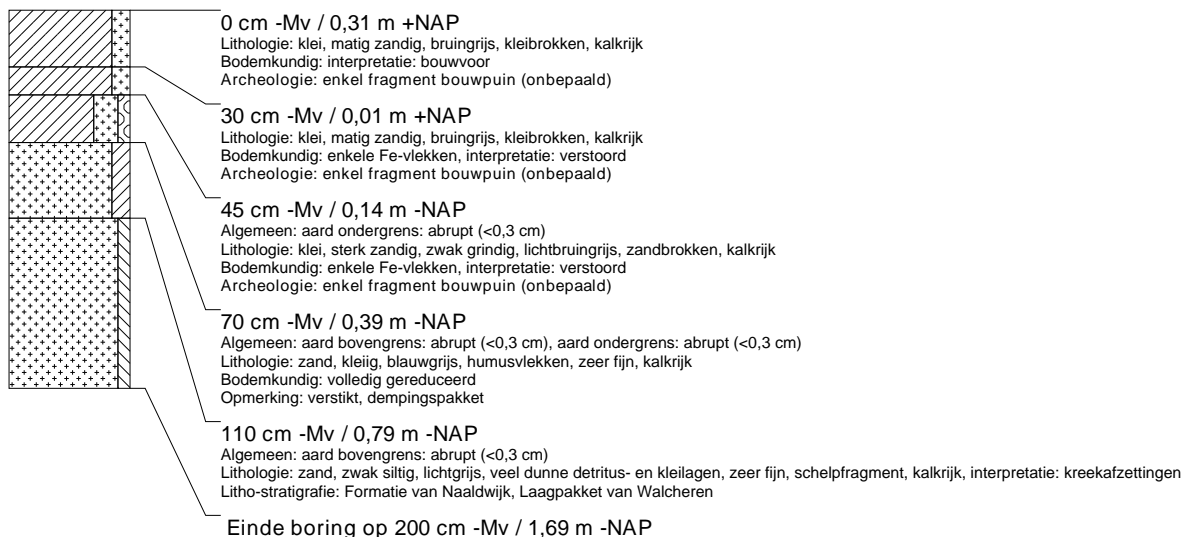 0 cm -Mv / 0,31 m +NAP
Lithologie: klei, matig zandig, bruingrijs, kleibrokken, kalkrijk
Bodemkundig: interpretatie: bouwvoor
Archeologie: enkel fragment bouwpuin (onbepaald)
30 cm -Mv / 0,01 m +NAP
Lithologie: klei, matig zandig, bruingrijs, kleibrokken, kalkrijk
Bodemkundig: enkele Fe-vlekken, interpretatie: verstoord
Archeologie: enkel fragment bouwpuin (onbepaald)
45 cm -Mv / 0,14 m -NAP
Algemeen: aard ondergrens: abrupt (<0,3 cm)
Lithologie: klei, sterk zandig, zwak grindig, lichtbruingrijs, zandbrokken, kalkrijk
Bodemkundig: enkele Fe-vlekken, interpretatie: verstoord
Archeologie: enkel fragment bouwpuin (onbepaald)
70 cm -Mv / 0,39 m -NAP
Algemeen: aard bovengrens: abrupt (<0,3 cm), aard ondergrens: abrupt (<0,3 cm)
Lithologie: zand, kleiig, blauwgrijs, humusvlekken, zeer fijn, kalkrijk
Bodemkundig: volledig gereduceerd
Opmerking: verstikt, dempingspakket
110 cm -Mv / 0,79 m -NAP
Algemeen: aard bovengrens: abrupt (<0,3 cm)
Lithologie: zand, zwak siltig, lichtgrijs, veel dunne detritus- en kleilagen, zeer fijn, schelpfragment, kalkrijk, interpretatie: kreekafzettingen
Litho-stratigrafie: Formatie van Naaldwijk, Laagpakket van Walcheren
Einde boring op 200 cm -Mv / 1,69 m -NAP